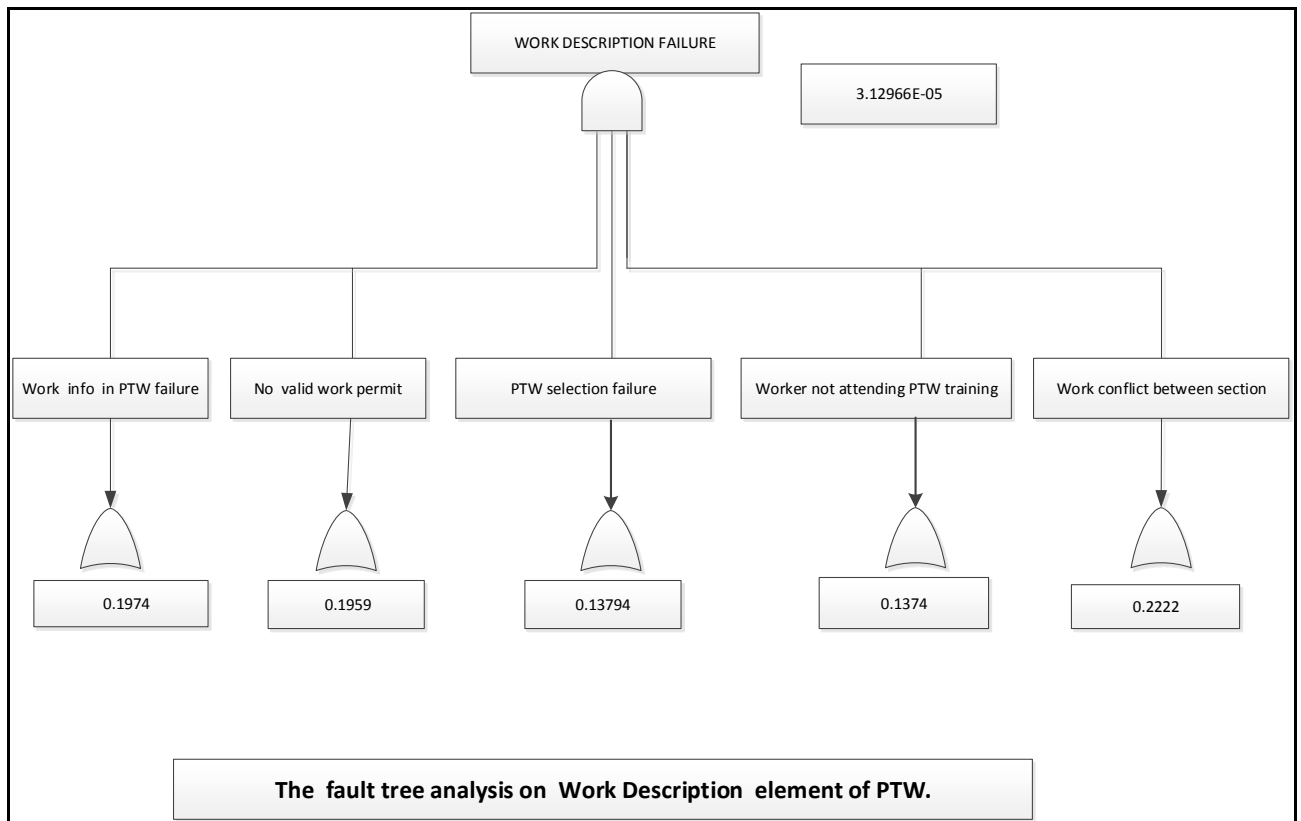 WORK DESCRIPTION FAILURE
3.12966E-05
Work info in PTW failure
No valid work permit
PTW selection failure
Worker not attending PTW training
Work conflict between section
0.1974
0.1959
0.13794
0.1374
0.2222
The fault tree analysis on Work Description element of PTW.